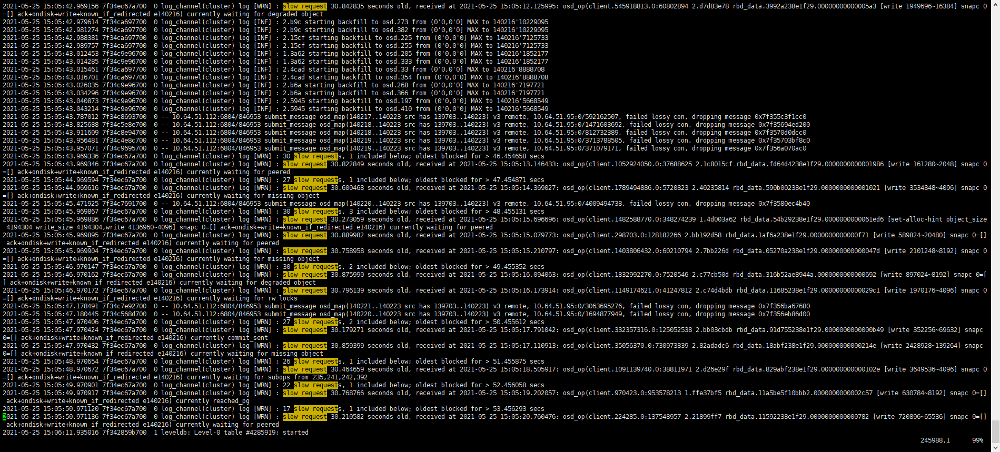 2021-05-25 15:05:42.969156 7f34ec67a700  0 log_channel(cluster) log [WRN] : slow request 30.842835 seconds old, received at 2021-05-25 15:05:12.125995: osd_op(client.545918813.0:60802894 2.d7d83e78 rbd_data.3992a238e1f29.00000000000005a3 [write 1949696~16384] snapc 0
=[] ack+ondisk+write+known_if_redirected e140216) currently waiting for degraded object
2021-05-25 15:05:42.979614 7f34ca697700  0 log_channel(cluster) log [INF] : 2.b9c starting backfill to osd.273 from (0'0,0'0] MAX to 140216'10229095
2021-05-25 15:05:42.981274 7f34ca697700  0 log_channel(cluster) log [INF] : 2.b9c starting backfill to osd.382 from (0'0,0'0] MAX to 140216'10229095
2021-05-25 15:05:42.988381 7f34ca697700  0 log_channel(cluster) log [INF] : 2.15cf starting backfill to osd.225 from (0'0,0'0] MAX to 140216'7125733
2021-05-25 15:05:42.989757 7f34ca697700  0 log_channel(cluster) log [INF] : 2.15cf starting backfill to osd.255 from (0'0,0'0] MAX to 140216'7125733
2021-05-25 15:05:43.012453 7f34c9e96700  0 log_channel(cluster) log [INF] : 1.3a62 starting backfill to osd.205 from (0'0,0'0] MAX to 140216'1852177
2021-05-25 15:05:43.014285 7f34c9e96700  0 log_channel(cluster) log [INF] : 1.3a62 starting backfill to osd.333 from (0'0,0'0] MAX to 140216'1852177
2021-05-25 15:05:43.015461 7f34ca697700  0 log_channel(cluster) log [INF] : 2.4cad starting backfill to osd.33 from (0'0,0'0] MAX to 140216'8888708
2021-05-25 15:05:43.016701 7f34ca697700  0 log_channel(cluster) log [INF] : 2.4cad starting backfill to osd.354 from (0'0,0'0] MAX to 140216'8888708
2021-05-25 15:05:43.026035 7f34c9e96700  0 log_channel(cluster) log [INF] : 2.b6a starting backfill to osd.268 from (0'0,0'0] MAX to 140216'7197721
2021-05-25 15:05:43.034296 7f34c9e96700  0 log_channel(cluster) log [INF] : 2.b6a starting backfill to osd.366 from (0'0,0'0] MAX to 140216'7197721
2021-05-25 15:05:43.040873 7f34c9e96700  0 log_channel(cluster) log [INF] : 2.5945 starting backfill to osd.197 from (0'0,0'0] MAX to 140216'5668549
2021-05-25 15:05:43.043214 7f34c9e96700  0 log_channel(cluster) log [INF] : 2.5945 starting backfill to osd.410 from (0'0,0'0] MAX to 140216'5668549
2021-05-25 15:05:43.787012 7f34c8693700  0 -- 10.64.51.112:6804/846953 submit_message osd_map(140217..140223 src has 139703..140223) v3 remote, 10.64.51.95:0/592162507, failed lossy con, dropping message 0x7f355c3f1cc0
2021-05-25 15:05:43.825688 7f34c5e8e700  0 -- 10.64.51.112:6804/846953 submit_message osd_map(140218..140223 src has 139703..140223) v3 remote, 10.64.51.95:0/1471603692, failed lossy con, dropping message 0x7f35694ed200
2021-05-25 15:05:43.911609 7f34c8e94700  0 -- 10.64.51.112:6804/846953 submit_message osd_map(140218..140223 src has 139703..140223) v3 remote, 10.64.51.95:0/812732389, failed lossy con, dropping message 0x7f3570d0dcc0
2021-05-25 15:05:43.956481 7f34c4e8c700  0 -- 10.64.51.112:6804/846953 submit_message osd_map(140219..140223 src has 139703..140223) v3 remote, 10.64.51.95:0/3713788505, failed lossy con, dropping message 0x7f35703bf8c0
2021-05-25 15:05:43.957071 7f34c9695700  0 -- 10.64.51.112:6804/846953 submit_message osd_map(140219..140223 src has 139703..140223) v3 remote, 10.64.51.95:0/371079171, failed lossy con, dropping message 0x7f356a070ac0
2021-05-25 15:05:43.969336 7f34ec67a700  0 log_channel(cluster) log [WRN] : 30 slow requests, 1 included below; oldest blocked for > 46.454658 secs
2021-05-25 15:05:43.969346 7f34ec67a700  0 log_channel(cluster) log [WRN] : slow request 30.822849 seconds old, received at 2021-05-25 15:05:13.146433: osd_op(client.1052924050.0:37688625 2.1c8015cf rbd_data.fd64d4238e1f29.0000000000001986 [write 161280~2048] snapc 0
=[] ack+ondisk+write+known_if_redirected e140216) currently waiting for peered
2021-05-25 15:05:44.969594 7f34ec67a700  0 log_channel(cluster) log [WRN] : 27 slow requests, 1 included below; oldest blocked for > 47.454871 secs
2021-05-25 15:05:44.969616 7f34ec67a700  0 log_channel(cluster) log [WRN] : slow request 30.600468 seconds old, received at 2021-05-25 15:05:14.369027: osd_op(client.1789494886.0:5720823 2.40235814 rbd_data.590b00238e1f29.0000000000001021 [write 3534848~4096] snapc 0
=[] ack+ondisk+write+known_if_redirected e140216) currently waiting for missing object
2021-05-25 15:05:45.471925 7f34c7691700  0 -- 10.64.51.112:6804/846953 submit_message osd_map(140220..140223 src has 139703..140223) v3 remote, 10.64.51.95:0/4009494738, failed lossy con, dropping message 0x7f3580ec4b40
2021-05-25 15:05:45.969867 7f34ec67a700  0 log_channel(cluster) log [WRN] : 30 slow requests, 3 included below; oldest blocked for > 48.455131 secs
2021-05-25 15:05:45.969886 7f34ec67a700  0 log_channel(cluster) log [WRN] : slow request 30.273059 seconds old, received at 2021-05-25 15:05:15.696696: osd_op(client.1482588770.0:348274239 1.4d003a62 rbd_data.54b29238e1f29.0000000000061ed6 [set-alloc-hint object_size
 4194304 write_size 4194304,write 4136960~4096] snapc 0=[] ack+ondisk+write+known_if_redirected e140216) currently waiting for peered
2021-05-25 15:05:45.969895 7f34ec67a700  0 log_channel(cluster) log [WRN] : slow request 30.889982 seconds old, received at 2021-05-25 15:05:15.079773: osd_op(client.298703.0:128182266 2.bb192d58 rbd_data.1af6a238e1f29.0000000000000f71 [write 589824~20480] snapc 0=[]
 ack+ondisk+write+known_if_redirected e140216) currently waiting for peered
2021-05-25 15:05:45.969904 7f34ec67a700  0 log_channel(cluster) log [WRN] : slow request 30.758958 seconds old, received at 2021-05-25 15:05:15.210797: osd_op(client.1403806432.0:60210794 2.7bb226d rbd_data.05270a238e1f29.000000000000047d [write 2101248~8192] snapc 0
=[] ack+ondisk+write+known_if_redirected e140216) currently waiting for missing object
2021-05-25 15:05:46.970147 7f34ec67a700  0 log_channel(cluster) log [WRN] : 30 slow requests, 2 included below; oldest blocked for > 49.455352 secs
2021-05-25 15:05:46.970162 7f34ec67a700  0 log_channel(cluster) log [WRN] : slow request 30.875990 seconds old, received at 2021-05-25 15:05:16.094063: osd_op(client.1832992270.0:7520546 2.c77cb50d rbd_data.316b52ae8944a.0000000000000692 [write 897024~8192] snapc 0=[
] ack+ondisk+write+known_if_redirected e140216) currently waiting for degraded object
2021-05-25 15:05:46.970172 7f34ec67a700  0 log_channel(cluster) log [WRN] : slow request 30.796139 seconds old, received at 2021-05-25 15:05:16.173914: osd_op(client.1149174621.0:41247812 2.c74d4bdb rbd_data.11685238e1f29.00000000000029c1 [write 1970176~4096] snapc 0
=[] ack+ondisk+write+known_if_redirected e140216) currently waiting for rw locks
2021-05-25 15:05:47.178491 7f34c7e92700  0 -- 10.64.51.112:6804/846953 submit_message osd_map(140221..140223 src has 139703..140223) v3 remote, 10.64.51.95:0/3063695276, failed lossy con, dropping message 0x7f356ba67680
2021-05-25 15:05:47.180445 7f34c568d700  0 -- 10.64.51.112:6804/846953 submit_message osd_map(140220..140223 src has 139703..140223) v3 remote, 10.64.51.95:0/1694877949, failed lossy con, dropping message 0x7f356eb86d00
2021-05-25 15:05:47.970406 7f34ec67a700  0 log_channel(cluster) log [WRN] : 27 slow requests, 2 included below; oldest blocked for > 50.455612 secs
2021-05-25 15:05:47.970424 7f34ec67a700  0 log_channel(cluster) log [WRN] : slow request 30.179271 seconds old, received at 2021-05-25 15:05:17.791042: osd_op(client.332357316.0:125052538 2.bb03cbdb rbd_data.91d755238e1f29.0000000000000b49 [write 352256~69632] snapc 
0=[] ack+ondisk+write+known_if_redirected e140216) currently commit_sent
2021-05-25 15:05:47.970432 7f34ec67a700  0 log_channel(cluster) log [WRN] : slow request 30.859399 seconds old, received at 2021-05-25 15:05:17.110913: osd_op(client.35056370.0:730973839 2.82adadc6 rbd_data.18abf238e1f29.000000000000214e [write 2428928~139264] snapc 
0=[] ack+ondisk+write+known_if_redirected e140216) currently waiting for missing object
2021-05-25 15:05:48.970654 7f34ec67a700  0 log_channel(cluster) log [WRN] : 26 slow requests, 1 included below; oldest blocked for > 51.455875 secs
2021-05-25 15:05:48.970672 7f34ec67a700  0 log_channel(cluster) log [WRN] : slow request 30.464659 seconds old, received at 2021-05-25 15:05:18.505917: osd_op(client.1091139740.0:38811971 2.d26e29f rbd_data.829abf238e1f29.000000000000102e [write 3649536~4096] snapc 0
=[] ack+ondisk+write+known_if_redirected e140216) currently waiting for subops from 235,241,242,392
2021-05-25 15:05:49.970901 7f34ec67a700  0 log_channel(cluster) log [WRN] : 22 slow requests, 1 included below; oldest blocked for > 52.456058 secs
2021-05-25 15:05:49.970917 7f34ec67a700  0 log_channel(cluster) log [WRN] : slow request 30.768766 seconds old, received at 2021-05-25 15:05:19.202057: osd_op(client.970423.0:953578213 1.ffe37bf5 rbd_data.11a5be5f10bbb2.0000000000002c57 [write 630784~8192] snapc 0=[]
 ack+ondisk+write+known_if_redirected e140216) currently reached_pg
2021-05-25 15:05:50.971120 7f34ec67a700  0 log_channel(cluster) log [WRN] : 17 slow requests, 1 included below; oldest blocked for > 53.456293 secs
2021-05-25 15:05:50.971136 7f34ec67a700  0 log_channel(cluster) log [WRN] : slow request 30.210582 seconds old, received at 2021-05-25 15:05:20.760476: osd_op(client.224285.0:137548957 2.21899ff7 rbd_data.11592238e1f29.0000000000000782 [write 720896~65536] snapc 0=[]
 ack+ondisk+write+known_if_redirected e140216) currently waiting for peered
2021-05-25 15:06:11.935016 7f342859b700  1 leveldb: Level-0 table #4285919: started
245988,1 99%